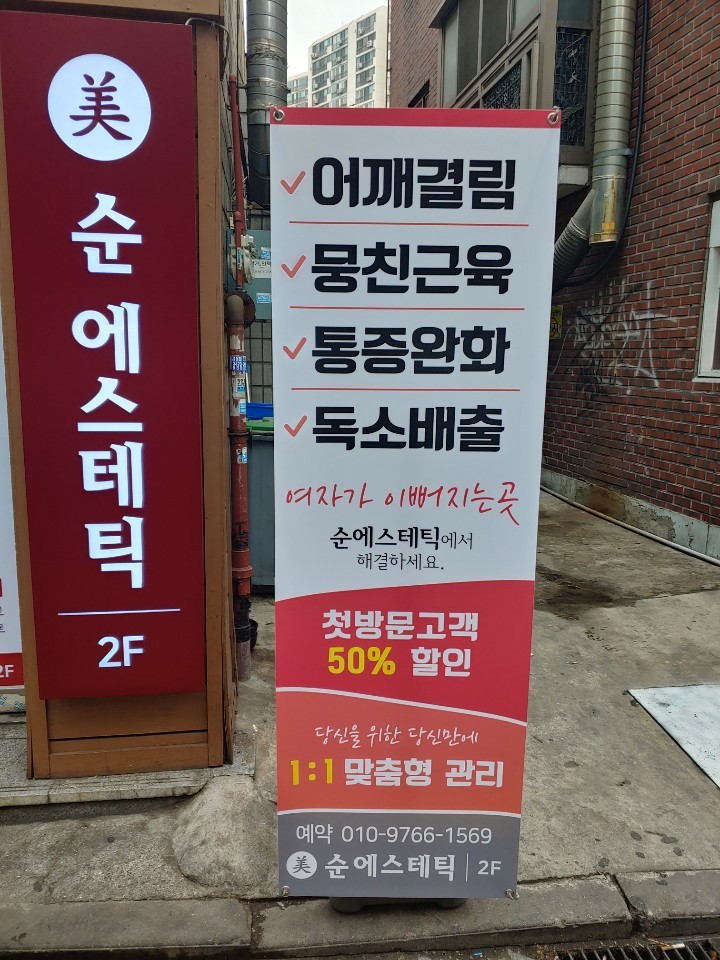 美
순 에스테틱
2F
어깨결림
뭉친근육
통증완화
독소배출
여자가 이뻐지는곳
순에스테틱에서
해결하세요.
첫방문고객
50% 할인
당신을 위한 당신만에
1:1 맞춤형 관리
예약 010-9766-1569
美 순에스테틱 | 2F
2F